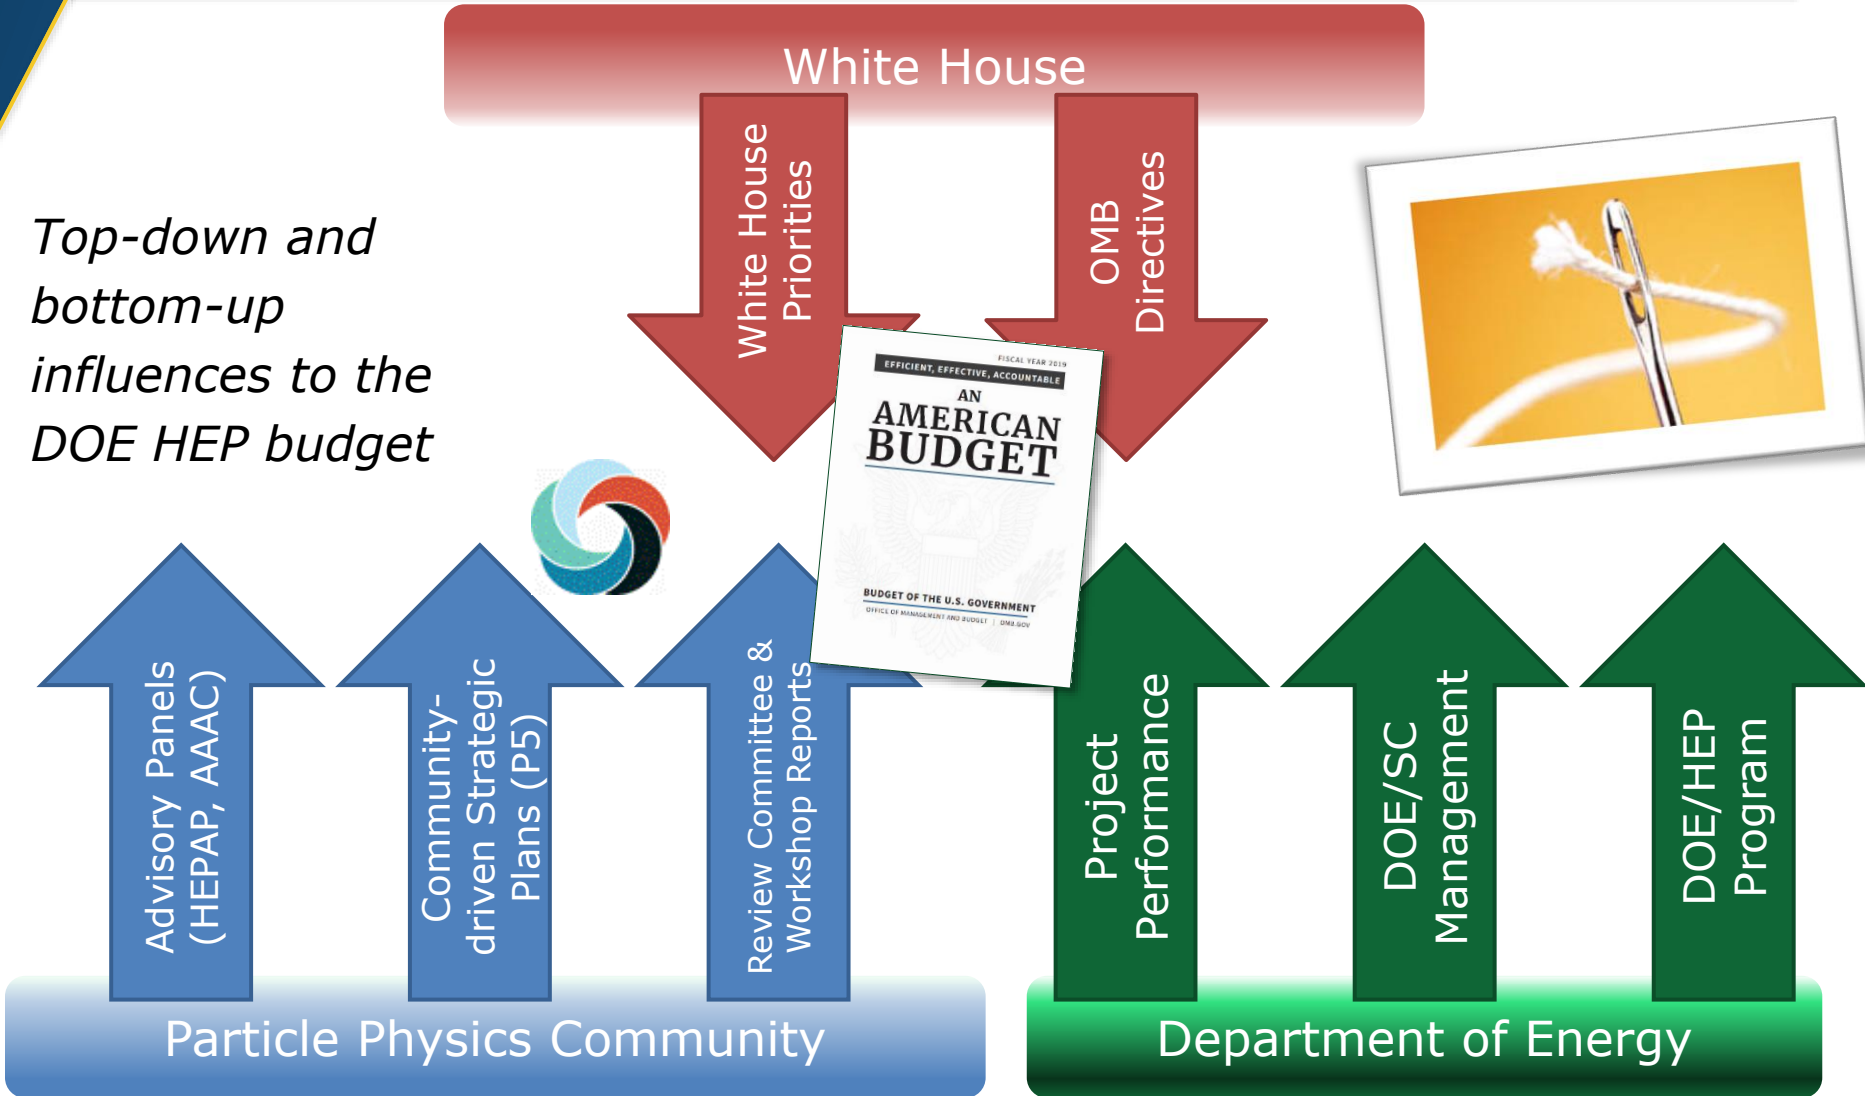 White House
White House
Priorities
OMB
Directives
Top-down and
bottom-up
influences to the
DOE HEP budget
FISCAL YEAR 2019
EFFICIENT, EFFECTIVE, ACCOUNTABLE
AN
AMERICAN
BUDGET
BUDGET OF THE U.S. GOVERNMENT
OFFICE OF MANAGEMENT AND BUDGET | OMB.GOV
Advisory Panels
(HEPAP, AAAC)
Community-
driven Strategic
Plans (P5)
Review Committee &
Workshop Reports
Project
Performance
DOE/SC
Management
DOE/HEP
Program
Particle Physics Community
Department of Energy